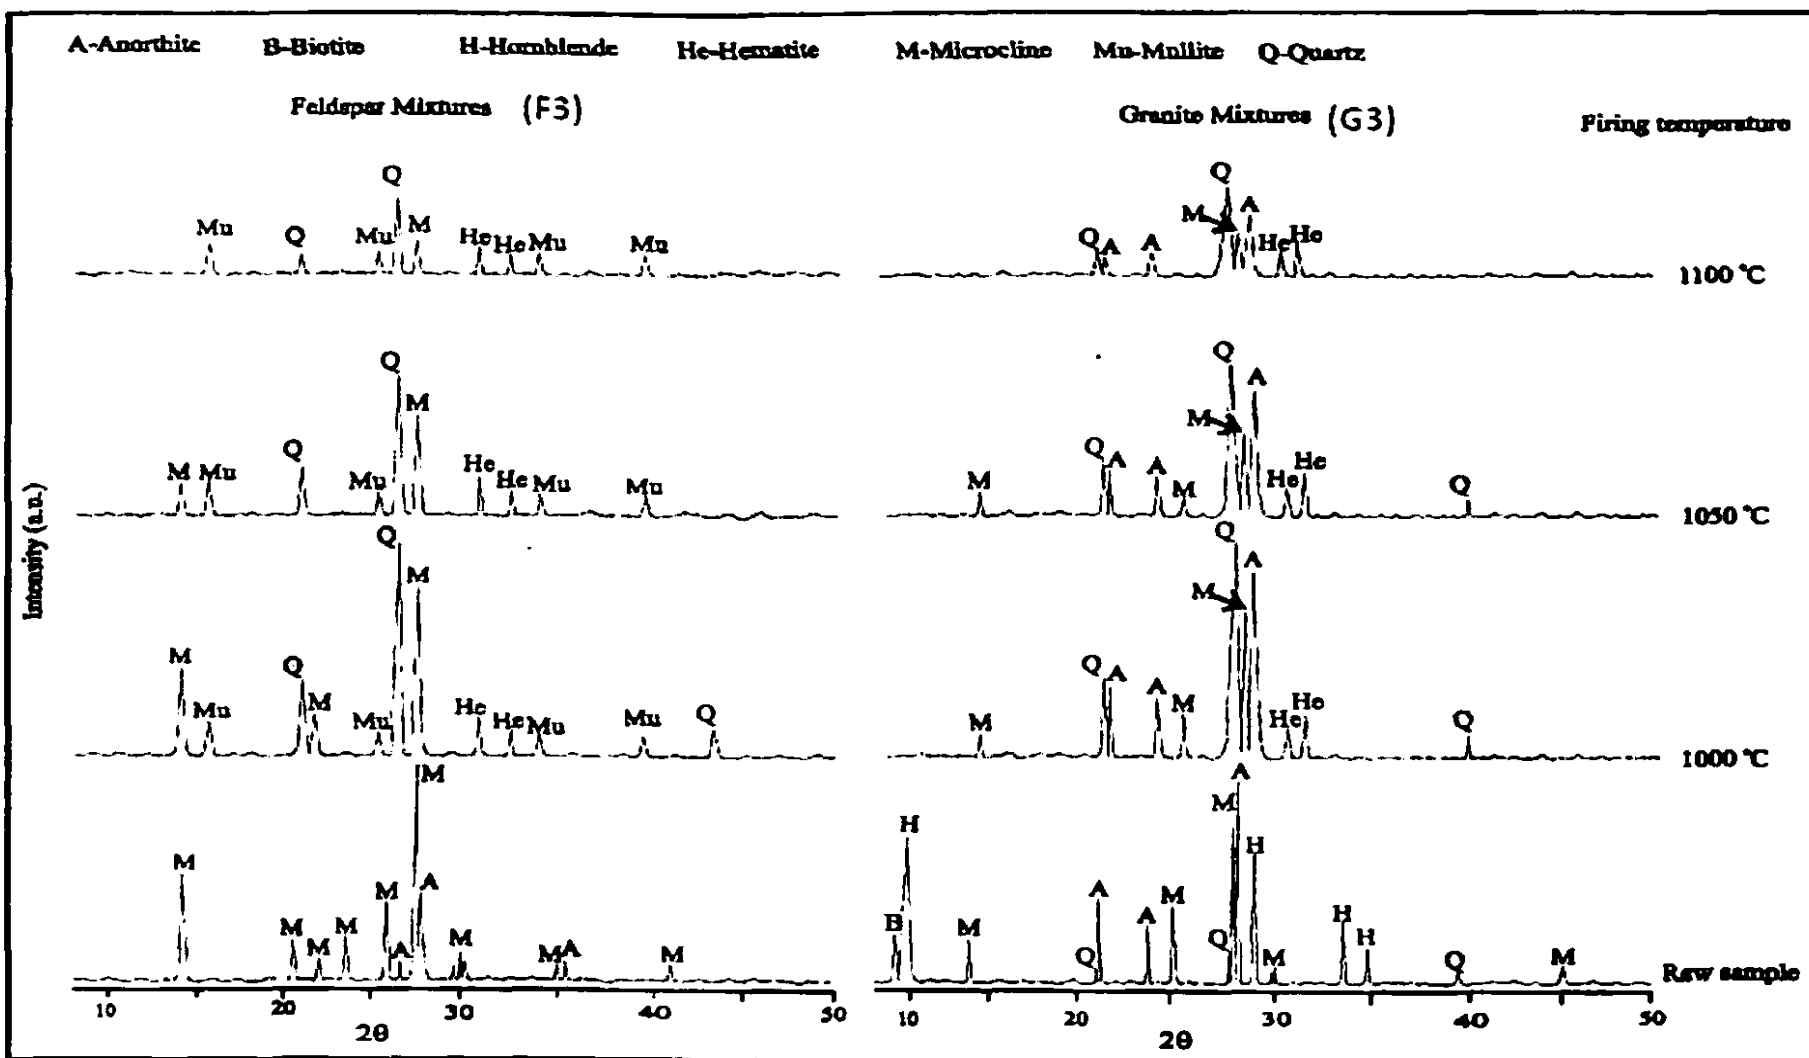 A-Anorthite B-Biotite H-Hornblende He-Hematite M-Microcline Mu-Mullite Q-Quartz
Feldspar Mixtures (F3) Granite Mixtures (G3) Firing temperature
Q Q
Mu Q Mu M He He Mu Mu Q A A M A He He 1100 °C
Q Q
M Mu Q Mu M He He Mu Mu M Q A A M M A He He Q 1050 °C
Intensity (a.u.)
Q Q
M Mu Q M Mu M He He Mu Mu Q M Q A A M M A He He Q 1000 °C
M M M M M A M A M M A M B H M Q A A M Q M A H M H H Q M Raw sample
10 20 30 40 50 10 20 30 40 50
2θ 2θ